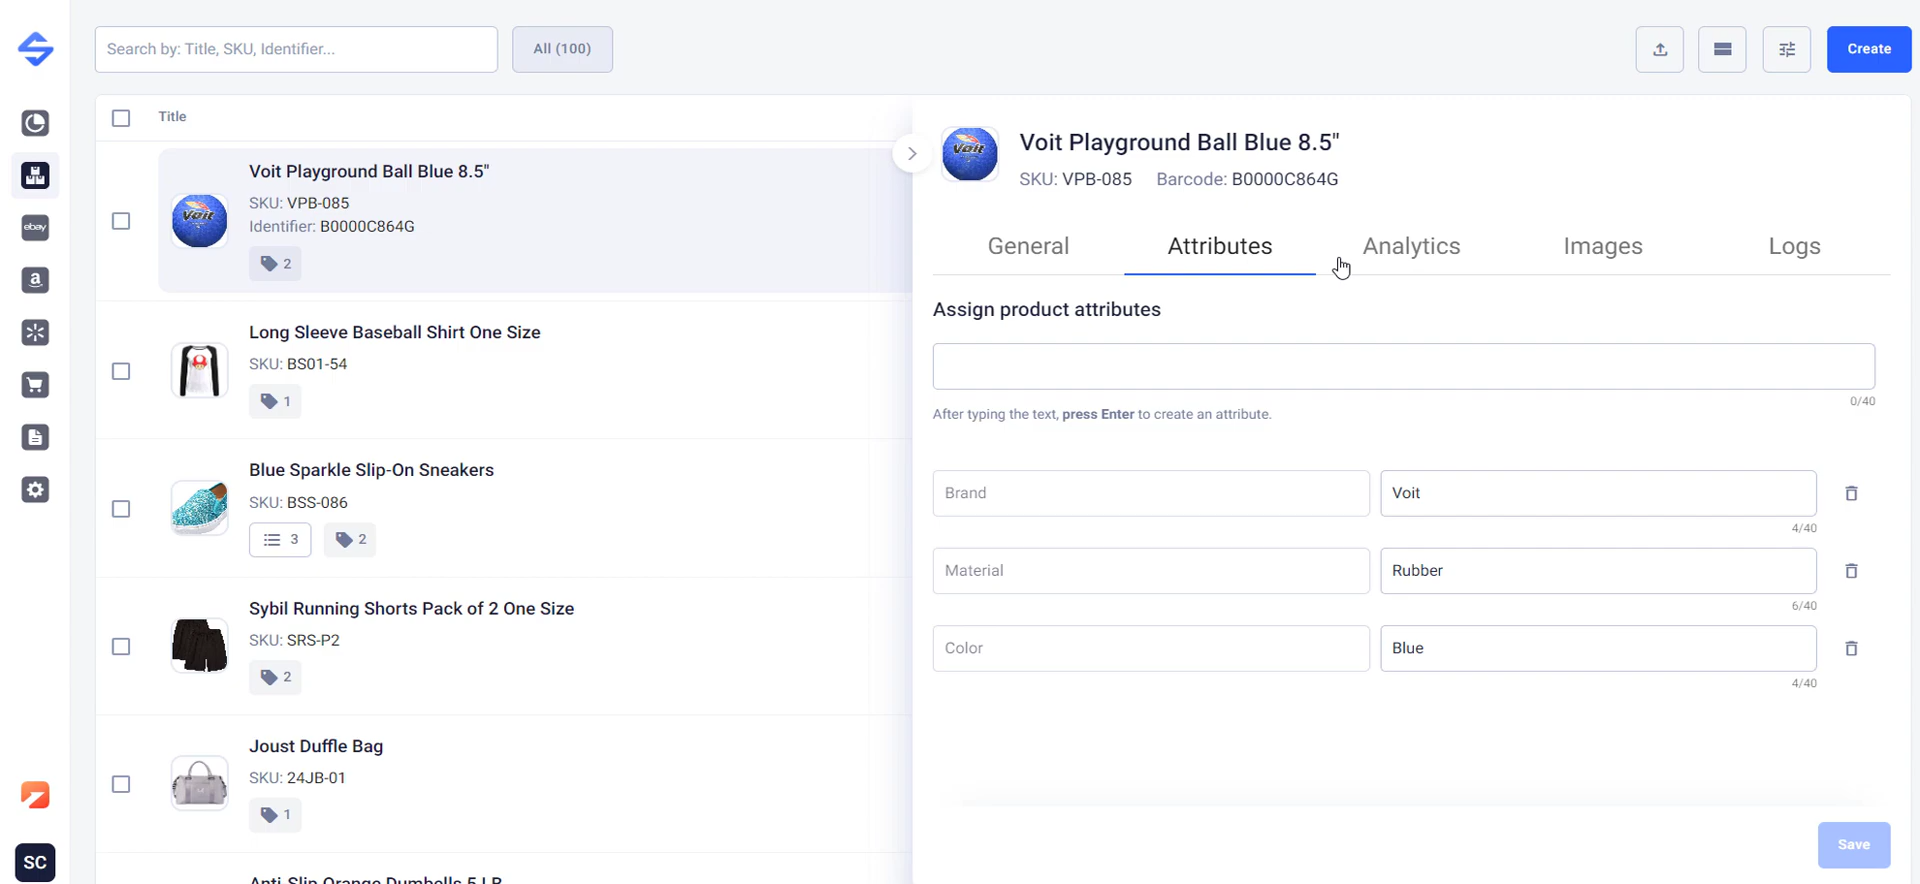 Search by: Title, SKU, Identifier...
All (100)
Create
Title
Voit Playground Ball Blue 8.5"
SKU: VPB-085
Identifier: B0000C864G
2
Long Sleeve Baseball Shirt One Size
SKU: BS01-54
1
Blue Sparkle Slip-On Sneakers
SKU: BSS-086
3
2
Sybil Running Shorts Pack of 2 One Size
SKU: SRS-P2
2
Joust Duffle Bag
SKU: 24JB-01
1
Anti-Slip Orange Dumbells 5 LB
ebay
a
SC
Voit
Voit
Voit Playground Ball Blue 8.5"
SKU: VPB-085 Barcode: B0000C864G
General Attributes Analytics Images Logs
Assign product attributes
0/40
After typing the text, press Enter to create an attribute.
Brand Voit
4/40
Material Rubber
6/40
Color Blue
4/40
Save